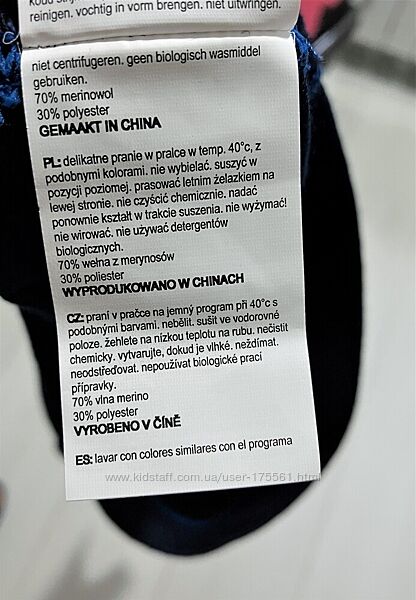 reinigen. vochtig in vorm brengen. niet uitwringen.
niet centrifugeren. geen biologisch wasmiddel
gebruiken.
70% merinowol
30% polyester
GEMAAKT IN CHINA
PL: delikatne pranie w pralce w temp. 40°c, z
podobnymi kolorami. nie wybielać. suszyć w
pozycji poziomej. prasować letnim żelazkiem na
lewej stronie. nie czyścić chemicznie. nadać
ponownie kształt w trakcie suszenia. nie wyżymać!
nie wirować. nie używać detergentów
biologicznych.
70% wełna z merynosów
30% poliester
WYPRODUKOWANO W CHINACH
CZ: praní v pračce na jemný program při 40°c s
podobnými barvami. nebělit. sušit ve vodorovné
poloze. žehlete na nízkou teplotu na rubu. nečistit
chemicky. vytvarujte, dokud je vlhké. neždímat.
neodstřeďovat. nepoužívat biologické prací
přípravky.
70% vlna merino
30% polyester
VYROBENO V ČÍNĚ
ES: lavar con colores similares con el programa
www.kidstaff.com.ua/user-175561.html